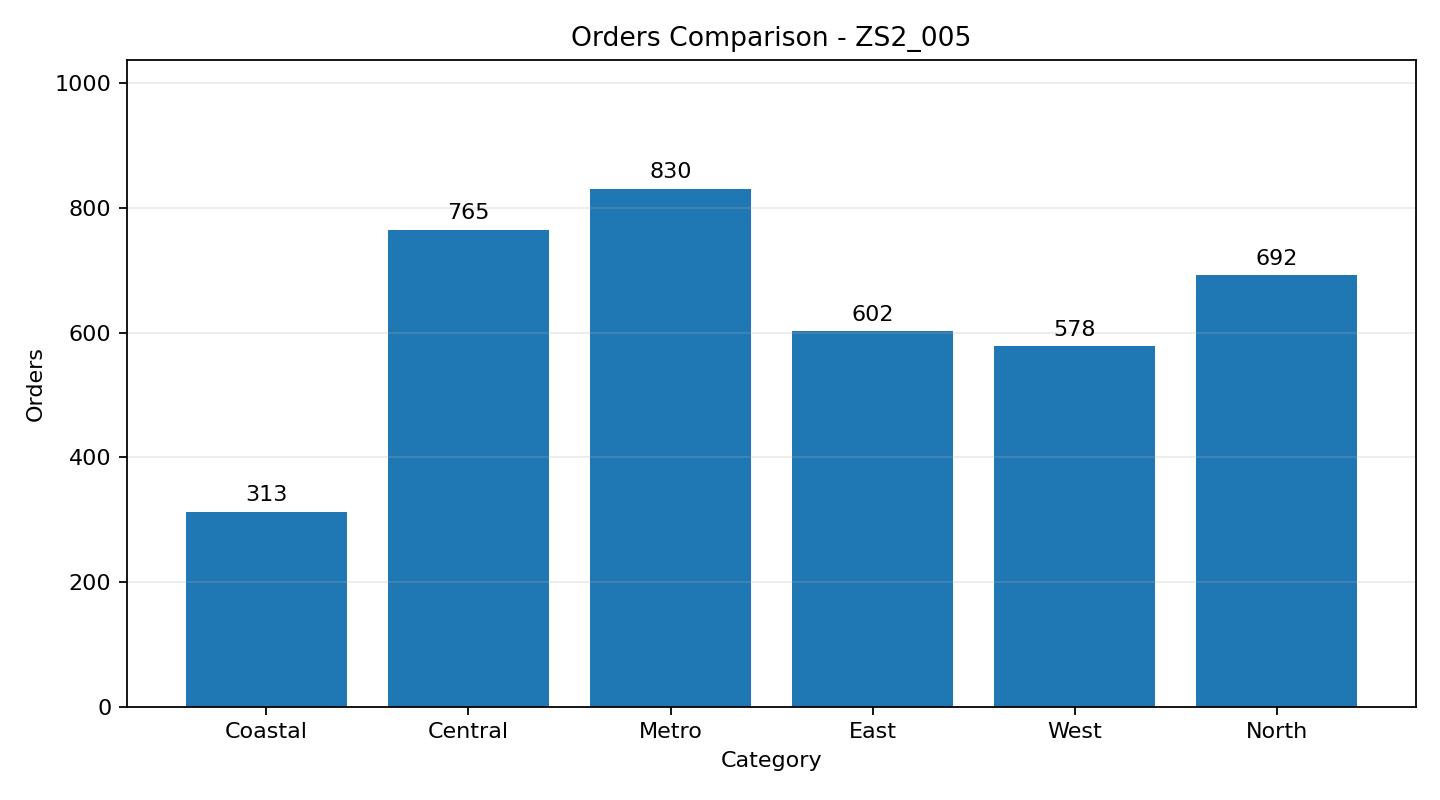 Orders Comparison - ZS2_005
1000
800
600
400
200
0
Orders
313
765
830
602
578
692
Coastal
Central
Metro
East
West
North
Category